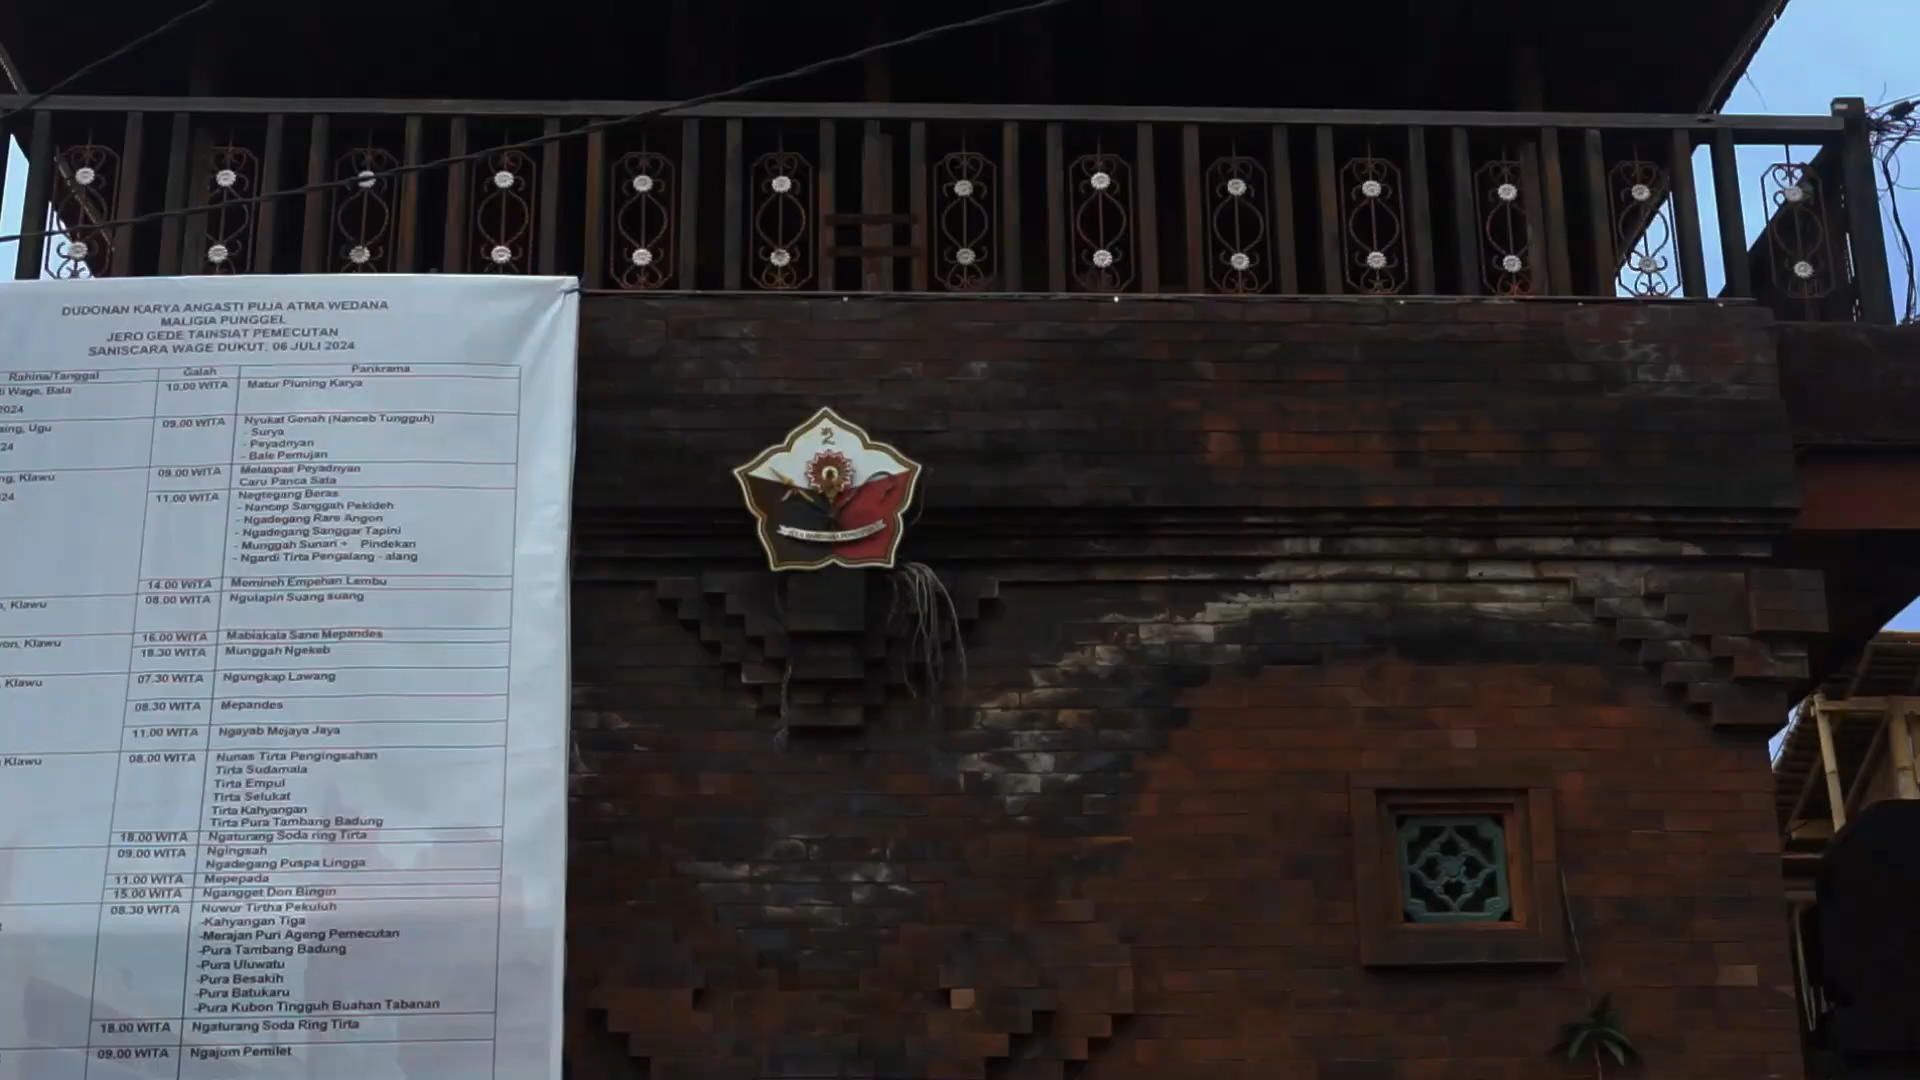 DUDONAN KARYA ANGASTI PUJA ATMA WEDANA
MALIGIA PUNGGEL
JERO GEDE TAINSIAT PEMECUTAN
SANISCARA WAGE DUKUT, 06 JULI 2024
Rahina/Tanggal Galah Parikrama
Wage, Bala 10.00 WITA Matur Piuning Karya
2024
Ugu 09.00 WITA Nyukat Genah (Nanceb Tungguh)
- Surya
24 - Peyadnyan
- Bale Pemujan
Klawu 09.00 WITA Melaspas Peyadnyan
Caru Panca Sata
24 11.00 WITA Negtegang Beras
- Nancep Sanggah Pekideh
- Ngadegang Rare Angon
- Ngadegang Sanggar Tapini
- Munggah Sunari + Pindekan
- Ngardi Tirta Pengalang - alang
14.00 WITA Memineh Empehan Lembu
Klawu 08.00 WITA Ngulapin Suang suang
16.00 WITA Mabiakala Sane Mepandes
Klawu 18.30 WITA Munggah Ngekeb
Klawu 07.30 WITA Ngungkap Lawang
08.30 WITA Mepandes
11.00 WITA Ngayab Mejaya Jaya
Klawu 08.00 WITA Nunas Tirta Pengingsahan
Tirta Sudamala
Tirta Empul
Tirta Selukat
Tirta Kahyangan
Tirta Pura Tambang Badung
18.00 WITA Ngaturang Soda ring Tirta
09.00 WITA Ngingsah
Ngadegang Puspa Lingga
11.00 WITA Mepepada
15.00 WITA Ngangget Don Bingin
08.30 WITA Nuwur Tirtha Pekuluh
-Kahyangan Tiga
-Merajan Puri Ageng Pemecutan
-Pura Tambang Badung
-Pura Uluwatu
-Pura Besakih
-Pura Batukaru
-Pura Kubon Tingguh Buahan Tabanan
18.00 WITA Ngaturang Soda Ring Tirta
09.00 WITA Ngajum Pemilet